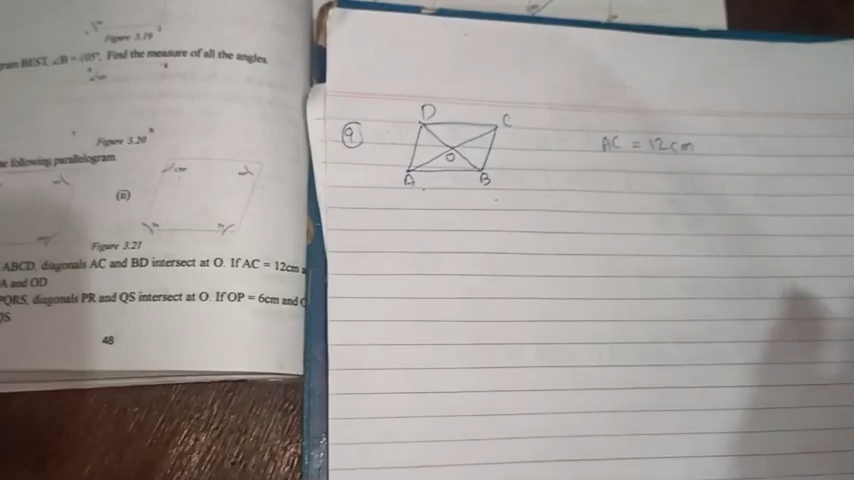 Figure 3.19
gram BEST, ∠B = 105°, Find the measure of all the angles
Figure 3.20
he following parallelogram
(ii)
Figure 3.21
ABCD, diagonals AC and BD intersect at O. If AC = 12cm
A and OD
PQRS, diagonals PR and QS intersect at O. If OP = 6cm and
QS
48
9
D
C
O
A
B
AC = 12cm